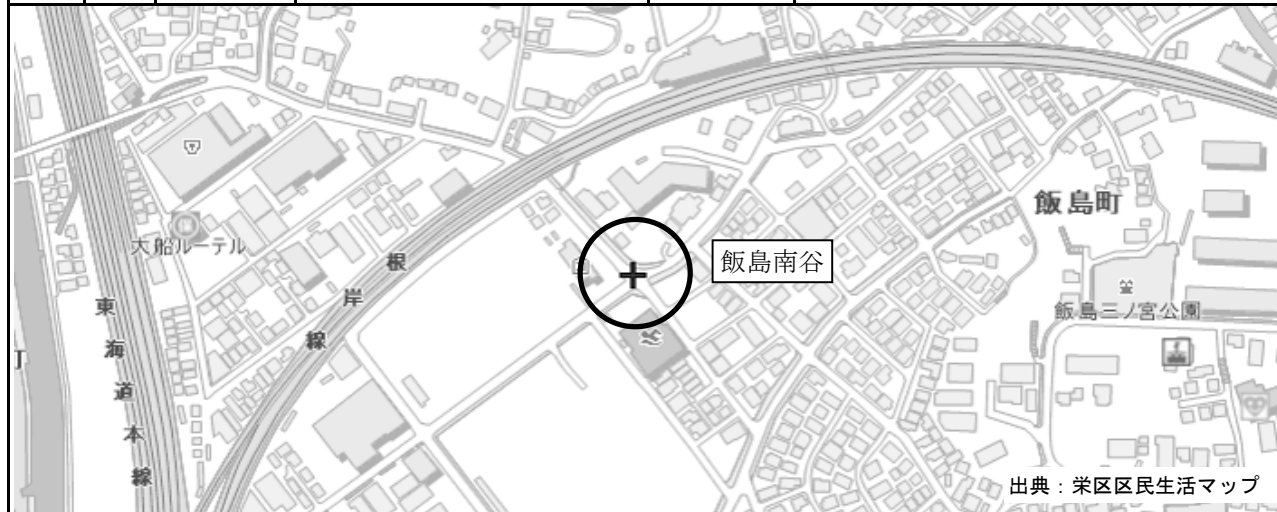 飯島町
大船ルーテル
飯島南谷
根岸線
東海道本線
飯島三ノ宮公園
丁
出典：栄区区民生活マップ